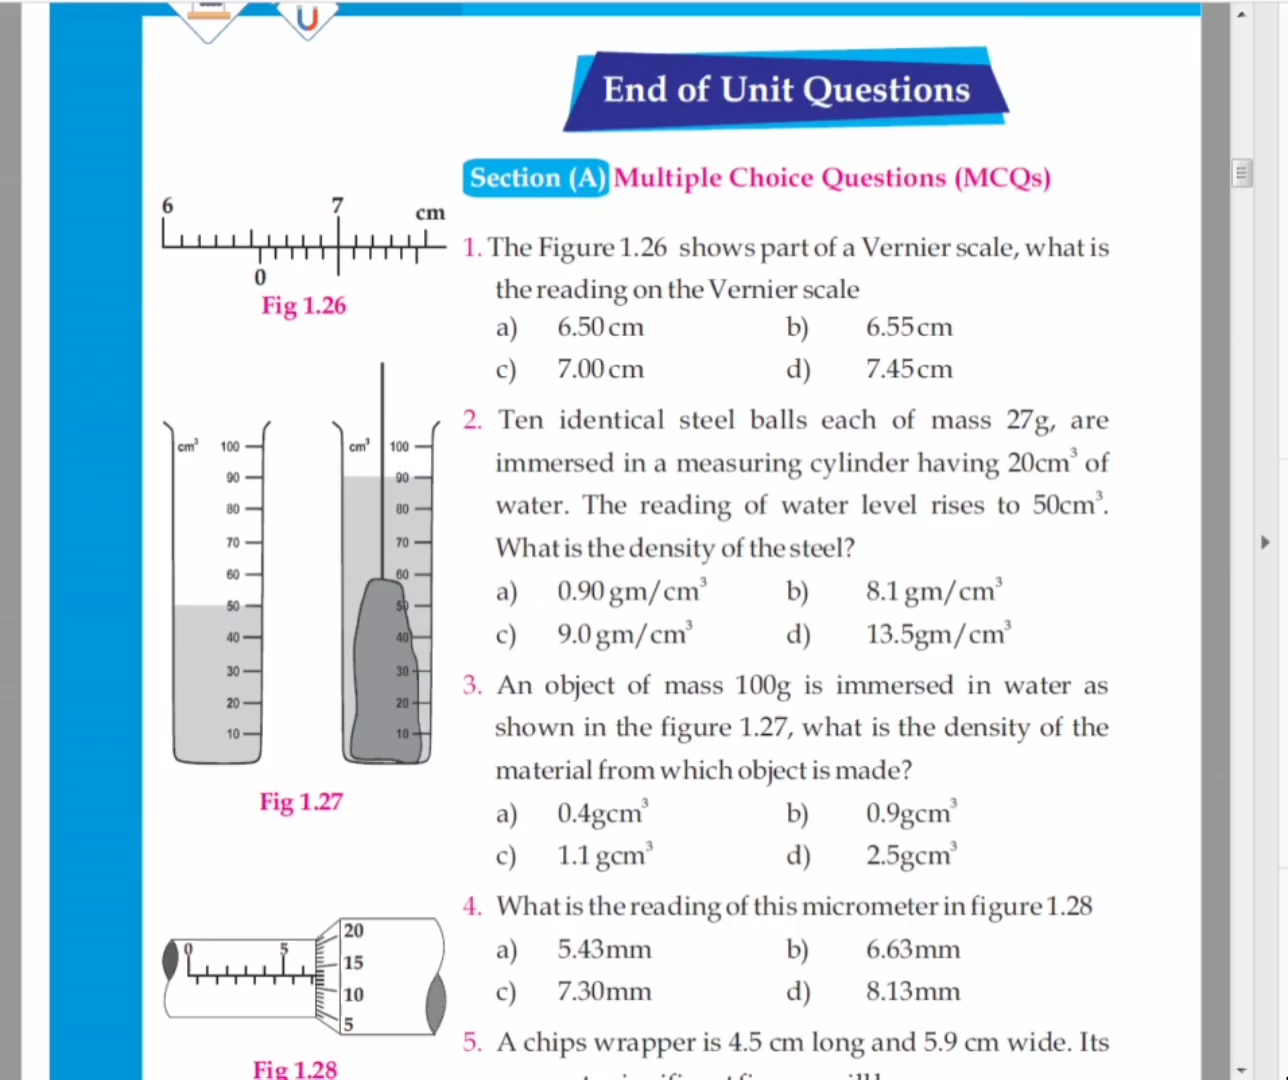 End of Unit Questions
Section (A) Multiple Choice Questions (MCQs)
6 7 cm
0
Fig 1.26
1. The Figure 1.26 shows part of a Vernier scale, what is
the reading on the Vernier scale
a) 6.50 cm b) 6.55 cm
c) 7.00 cm d) 7.45 cm
cm³ 100 90 80 70 60 50 40 30 20 10
cm³ 100 90 80 70 60 50 40 30 20 10
Fig 1.27
2. Ten identical steel balls each of mass 27g, are
immersed in a measuring cylinder having 20cm³ of
water. The reading of water level rises to 50cm³.
What is the density of the steel?
a) 0.90 gm/cm³ b) 8.1 gm/cm³
c) 9.0 gm/cm³ d) 13.5gm/cm³
3. An object of mass 100g is immersed in water as
shown in the figure 1.27, what is the density of the
material from which object is made?
a) 0.4gcm³ b) 0.9gcm³
c) 1.1 gcm³ d) 2.5gcm³
0 5
20
15
10
5
Fig 1.28
4. What is the reading of this micrometer in figure 1.28
a) 5.43mm b) 6.63mm
c) 7.30mm d) 8.13mm
5. A chips wrapper is 4.5 cm long and 5.9 cm wide. Its